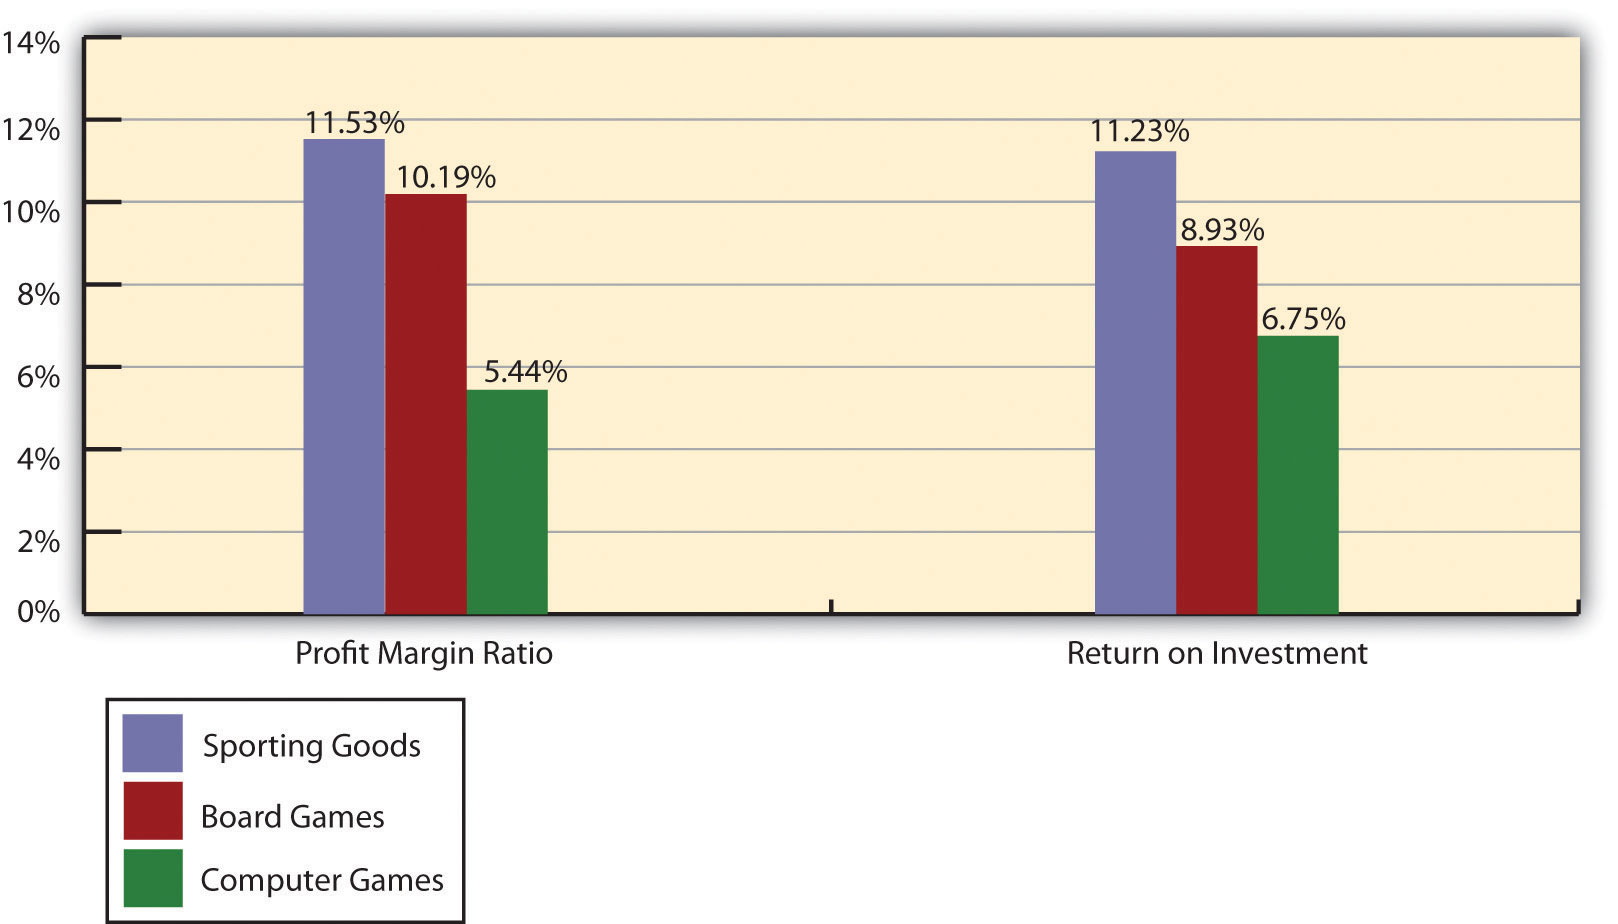 14%
12%
10%
8%
6%
4%
2%
0%
11.53%
10.19%
5.44%
11.23%
8.93%
6.75%
Profit Margin Ratio
Return on Investment
Sporting Goods
Board Games
Computer Games